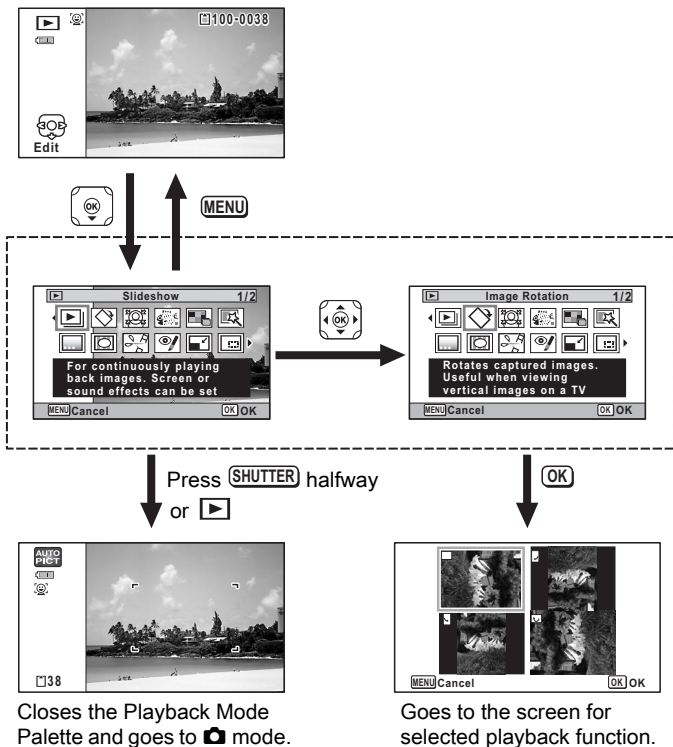 100-0038
Edit
OK
MENU
Slideshow 1/2
For continuously playing
back images. Screen or
sound effects can be set
MENU Cancel OK OK
OK
Image Rotation 1/2
Rotates captured images.
Useful when viewing
vertical images on a TV
MENU Cancel OK OK
Press SHUTTER halfway
or
OK
AUTO
PICT
38
Closes the Playback Mode
Palette and goes to mode.
MENU Cancel OK OK
Goes to the screen for
selected playback function.